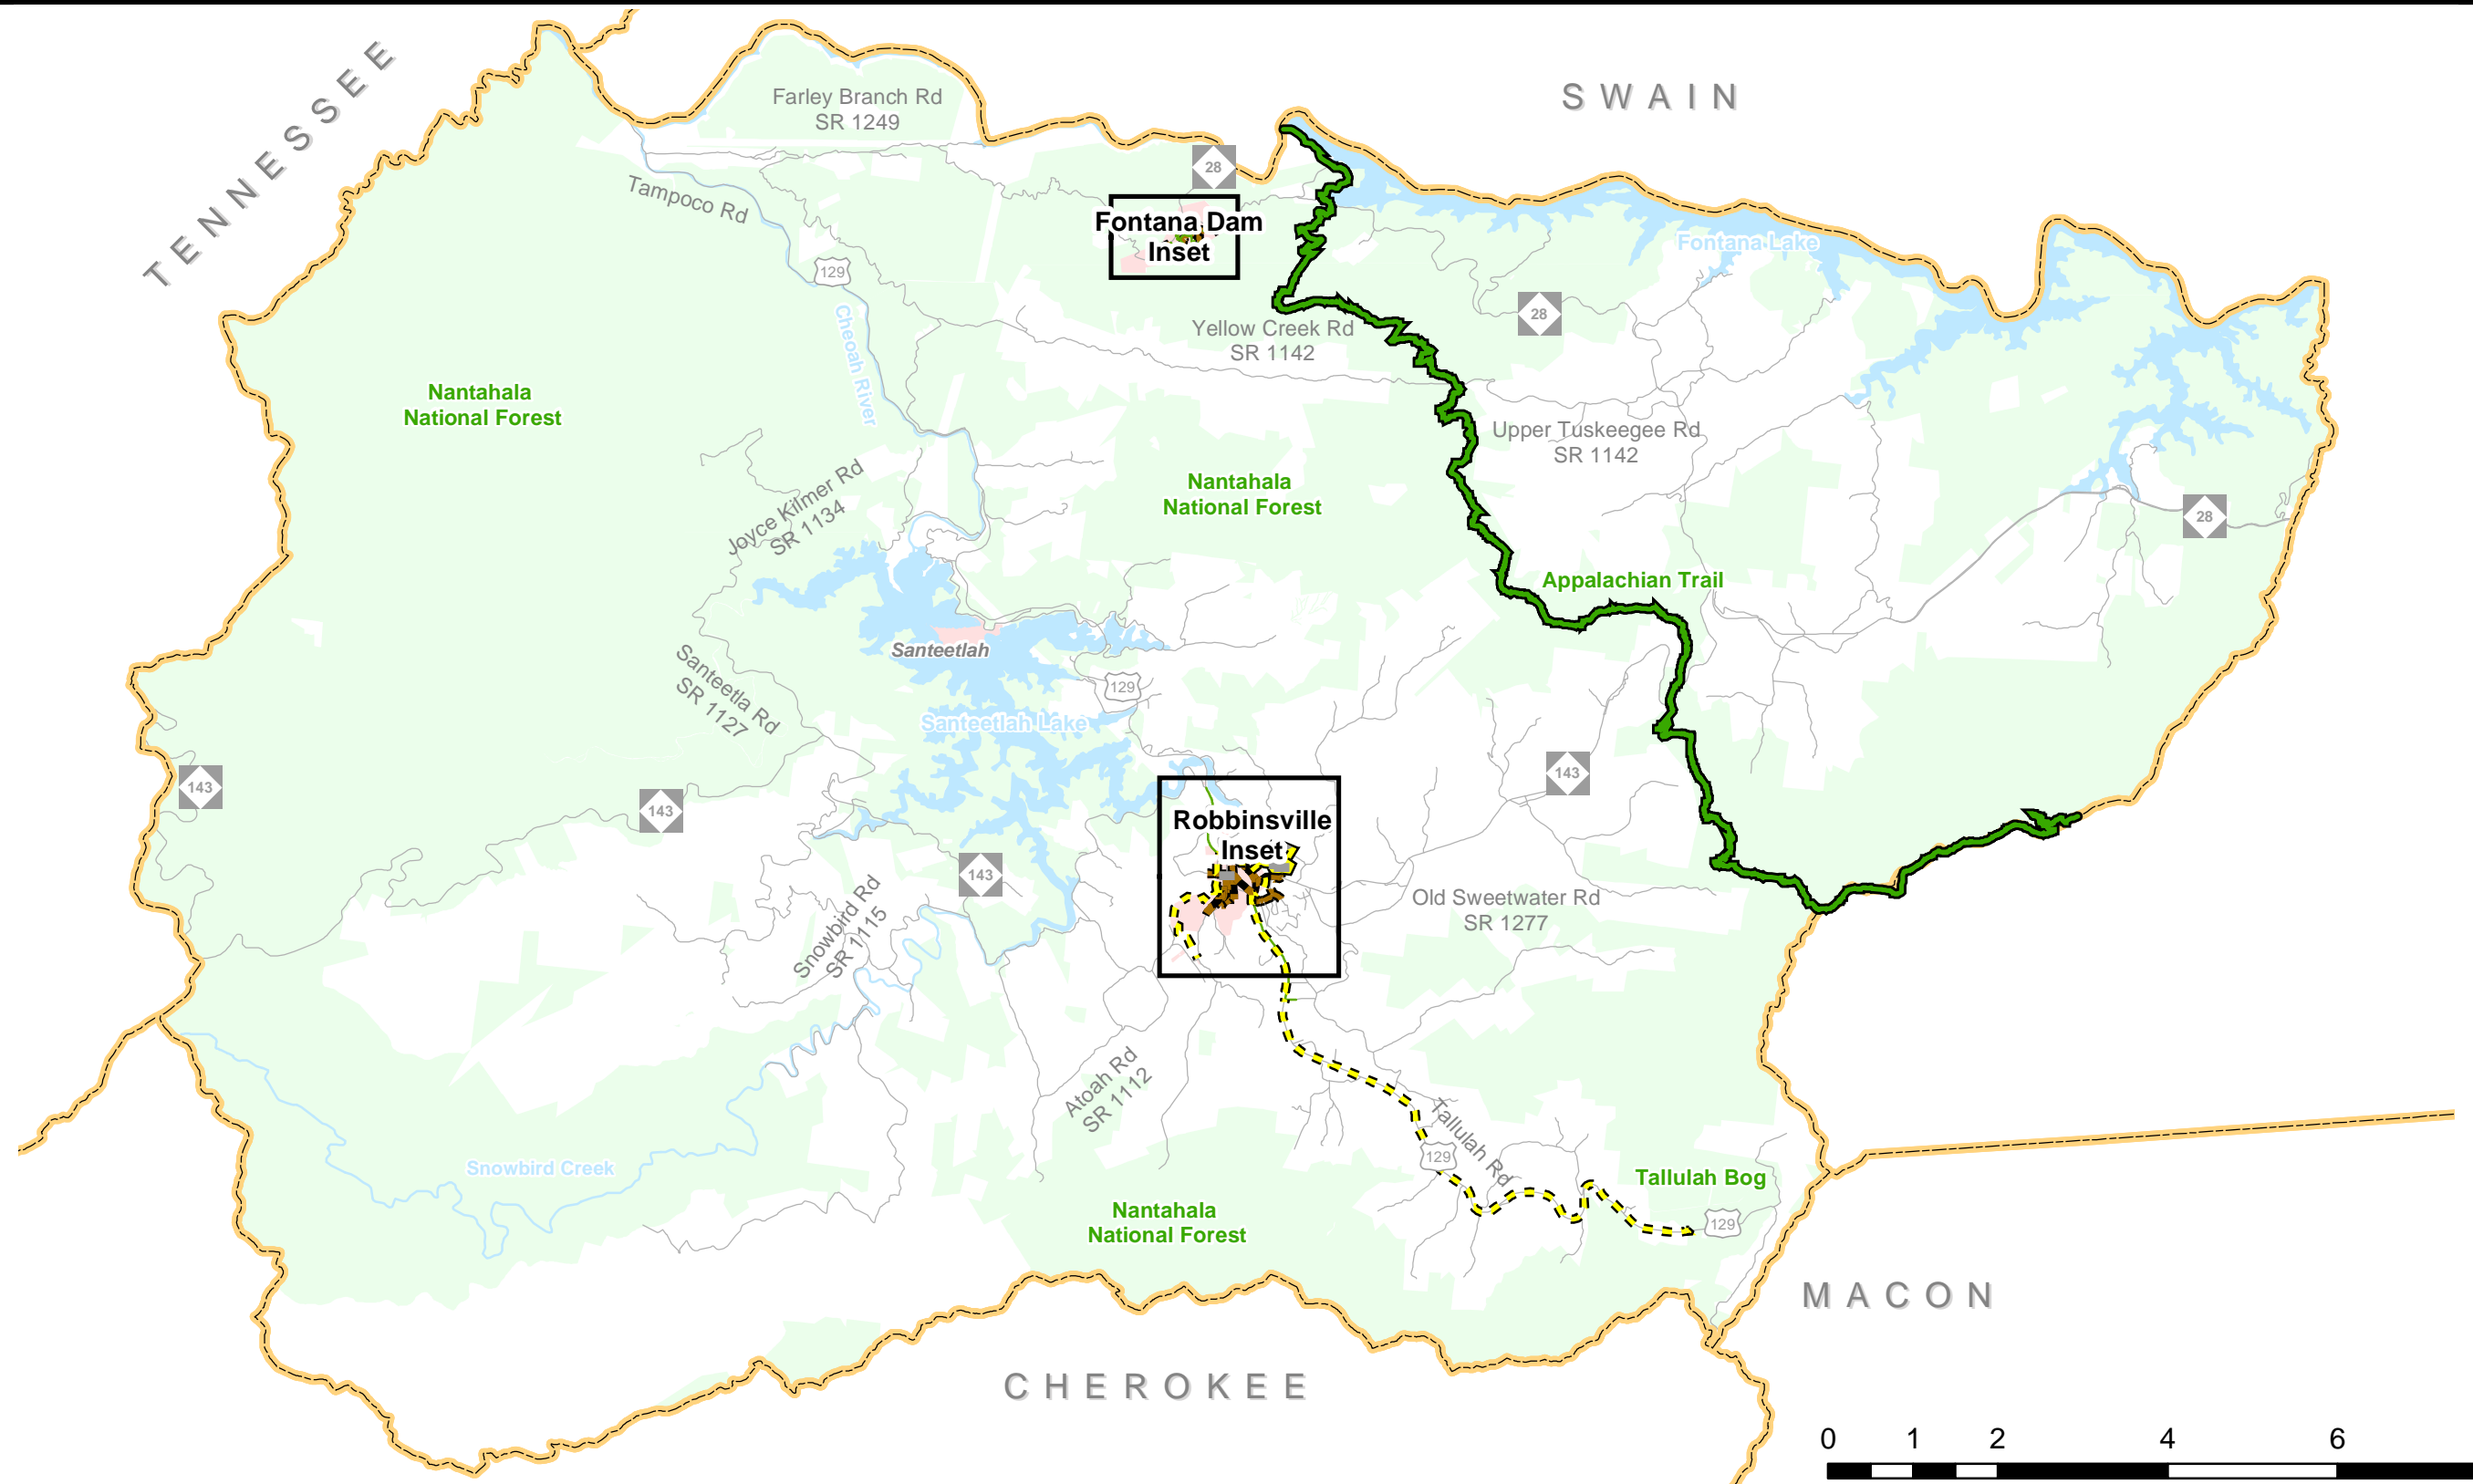 TENNESSEE
SWAIN
Farley Branch Rd
SR 1249
28
Tampoco Rd
Fontana Dam
Inset
Fontana Lake
129
Cheoah River
28
Yellow Creek Rd
SR 1142
Nantahala
National Forest
Upper Tuskeegee Rd
SR 1142
Joyce Kilmer Rd
SR 1134
Nantahala
National Forest
28
Appalachian Trail
Santeetlah
Santeetla Rd
SR 1127
129
Santeetlah Lake
143
143
143
Robbinsville
Inset
143
Snowbird Rd
SR 1115
Old Sweetwater Rd
SR 1277
Atoah Rd
SR 1112
Tallulah Rd
129
Snowbird Creek
Tallulah Bog
Nantahala
National Forest
129
MACON
CHEROKEE
0 1 2 4 6